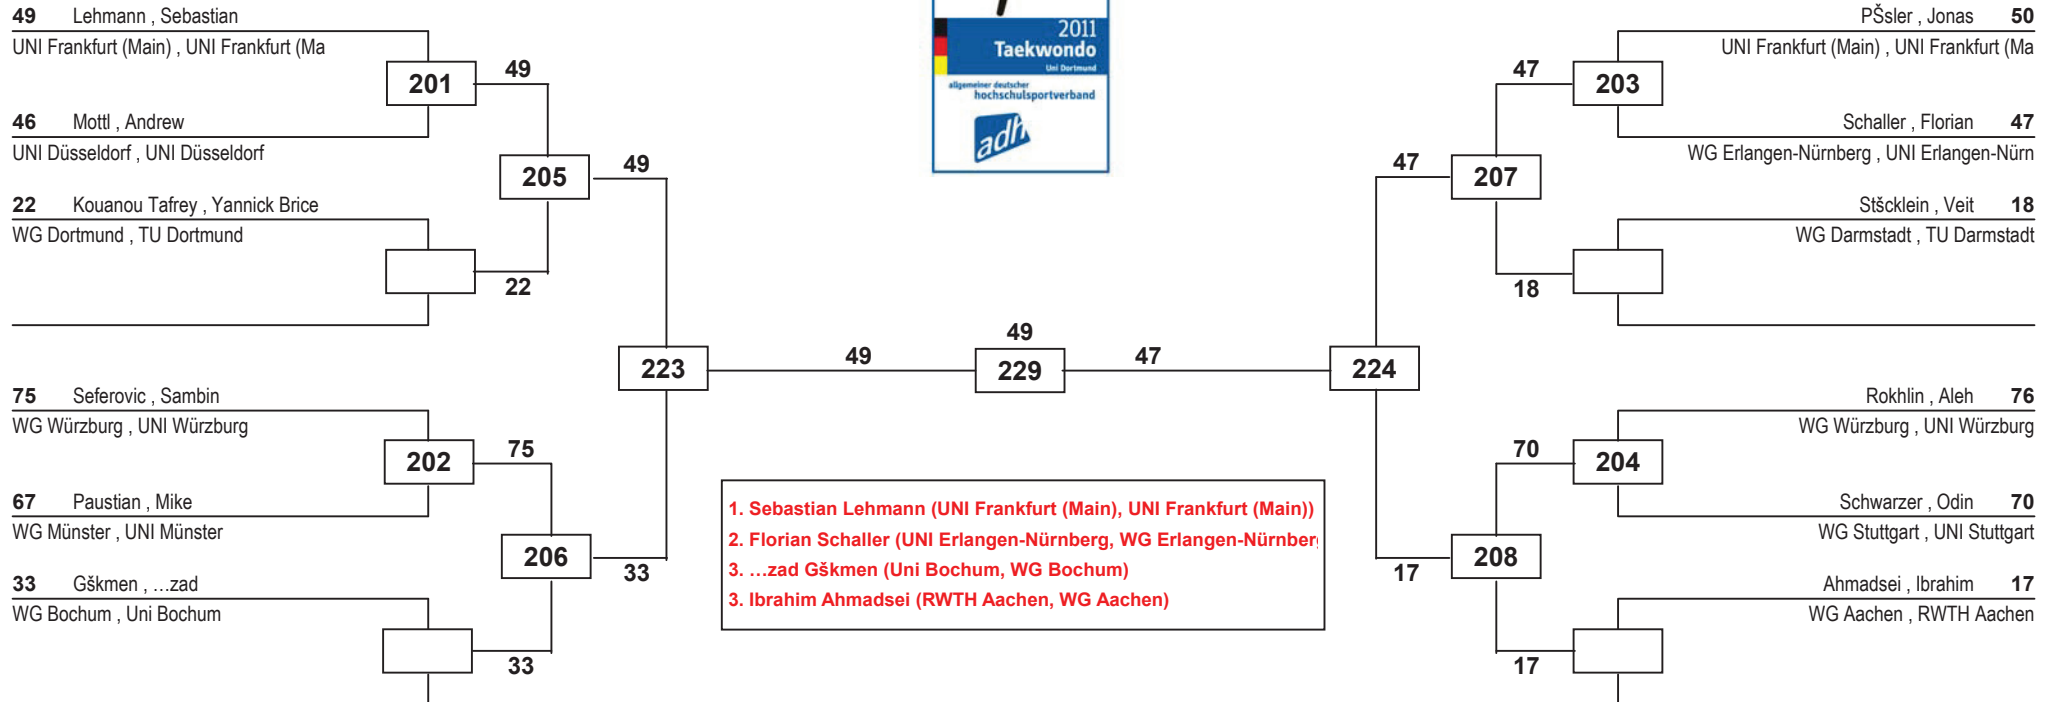 49 Lehmann , Sebastian
UNI Frankfurt (Main) , UNI Frankfurt (Ma
201
49
46 Mottl , Andrew
UNI Düsseldorf , UNI Düsseldorf
205
49
22 Kouanou Tafrey , Yannick Brice
WG Dortmund , TU Dortmund
22
223
49
75 Seferovic , Sambin
WG Würzburg , UNI Würzburg
202
75
67 Paustian , Mike
WG Münster , UNI Münster
206
33
33 Gškmen , …zad
WG Bochum , Uni Bochum
33
2011
Taekwondo
Uni Dortmund
allgemeiner deutscher
hochschulsportverband
adh
49
229
47
1. Sebastian Lehmann (UNI Frankfurt (Main), UNI Frankfurt (Main))
2. Florian Schaller (UNI Erlangen-Nürnberg, WG Erlangen-Nürnberg
3. …zad Gškmen (Uni Bochum, WG Bochum)
3. Ibrahim Ahmadsei (RWTH Aachen, WG Aachen)
PŠsler , Jonas 50
UNI Frankfurt (Main) , UNI Frankfurt (Ma
47
203
Schaller , Florian 47
WG Erlangen-Nürnberg , UNI Erlangen-Nürn
47
207
Stšcklein , Veit 18
WG Darmstadt , TU Darmstadt
18
224
Rokhlin , Aleh 76
WG Würzburg , UNI Würzburg
70
204
Schwarzer , Odin 70
WG Stuttgart , UNI Stuttgart
17
208
Ahmadsei , Ibrahim 17
WG Aachen , RWTH Aachen
17